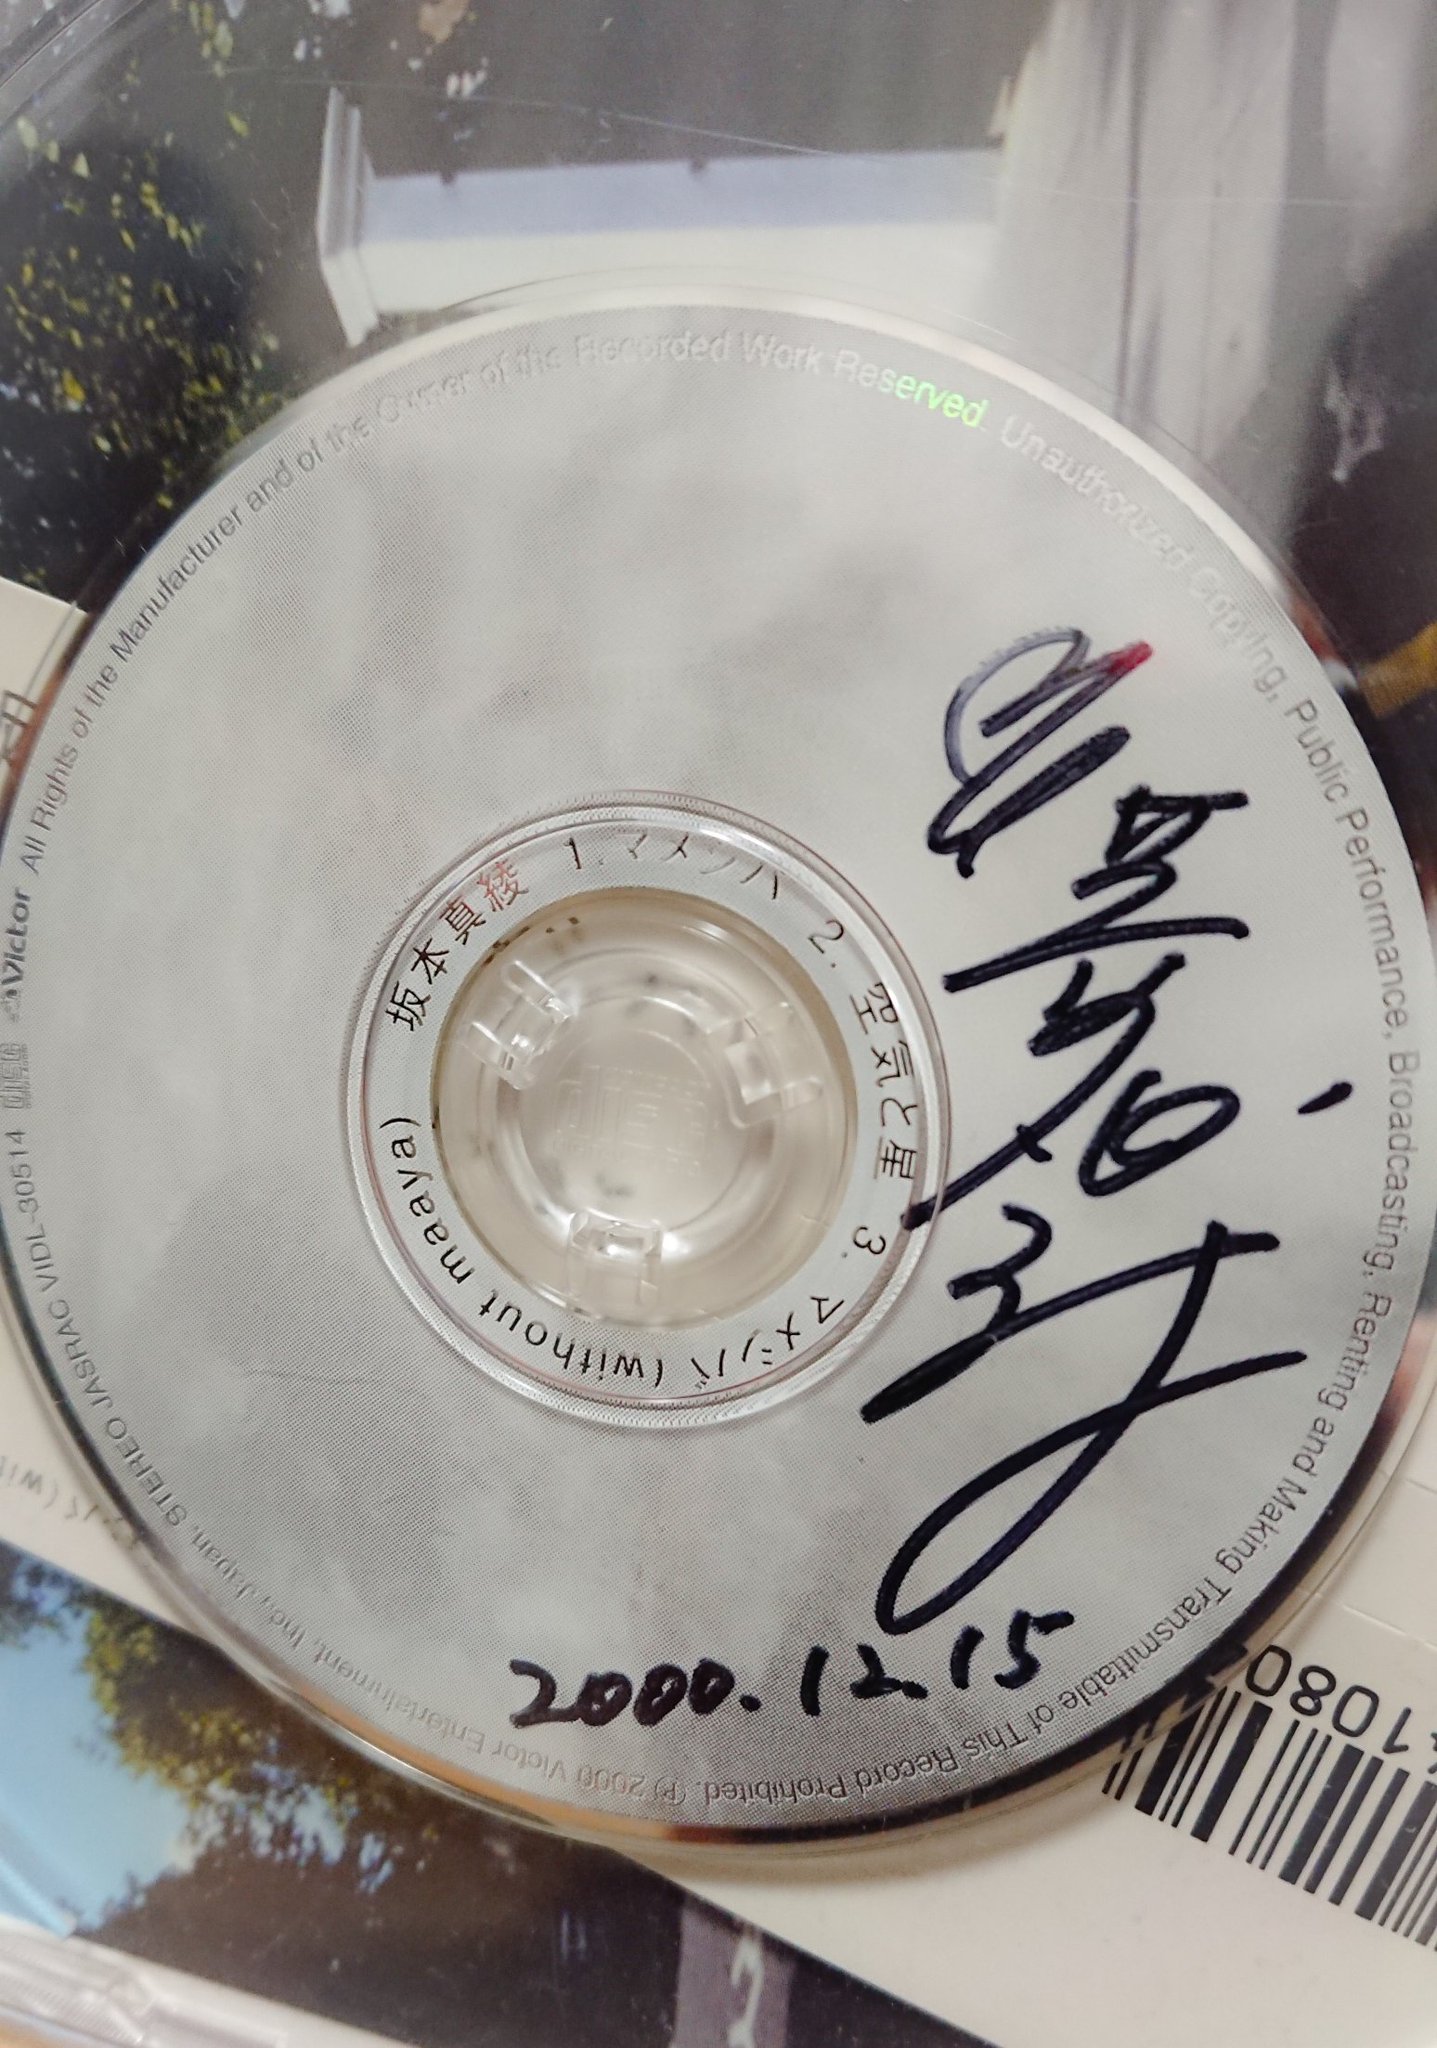 All Rights of the Manufacturer and of the Owner of the Recorded Work Reserved. Unauthorized Copying, Public Performance, Broadcasting, Renting and Making Transmittable of This Record Prohibited. (P) 2000 Victor Entertainment, Inc., Japan. STEREO JASRAC VIDL-30514
Victor
坂本真綾 1.マメシバ 2.空気と星 3.マメシバ(without maaya)
2000.12.15
1080